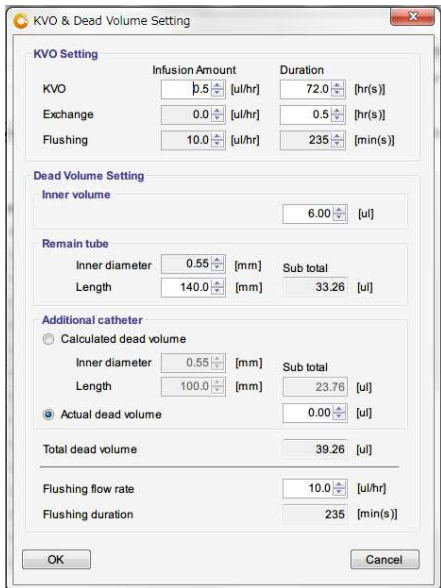 KVO & Dead Volume Setting
KVO Setting
Infusion Amount Duration
KVO 0.5 [ul/hr] 72.0 [hr(s)]
Exchange 0.0 [ul/hr] 0.5 [hr(s)]
Flushing 10.0 [ul/hr] 235 [min(s)]
Dead Volume Setting
Inner volume
6.00 [ul]
Remain tube
Inner diameter 0.55 [mm] Sub total
Length 140.0 [mm] 33.26 [ul]
Additional catheter
Calculated dead volume
Inner diameter 0.55 [mm] Sub total
Length 100.0 [mm] 23.76 [ul]
Actual dead volume 0.00 [ul]
Total dead volume 39.26 [ul]
Flushing flow rate 10.0 [ul/hr]
Flushing duration 235 [min(s)]
OK Cancel